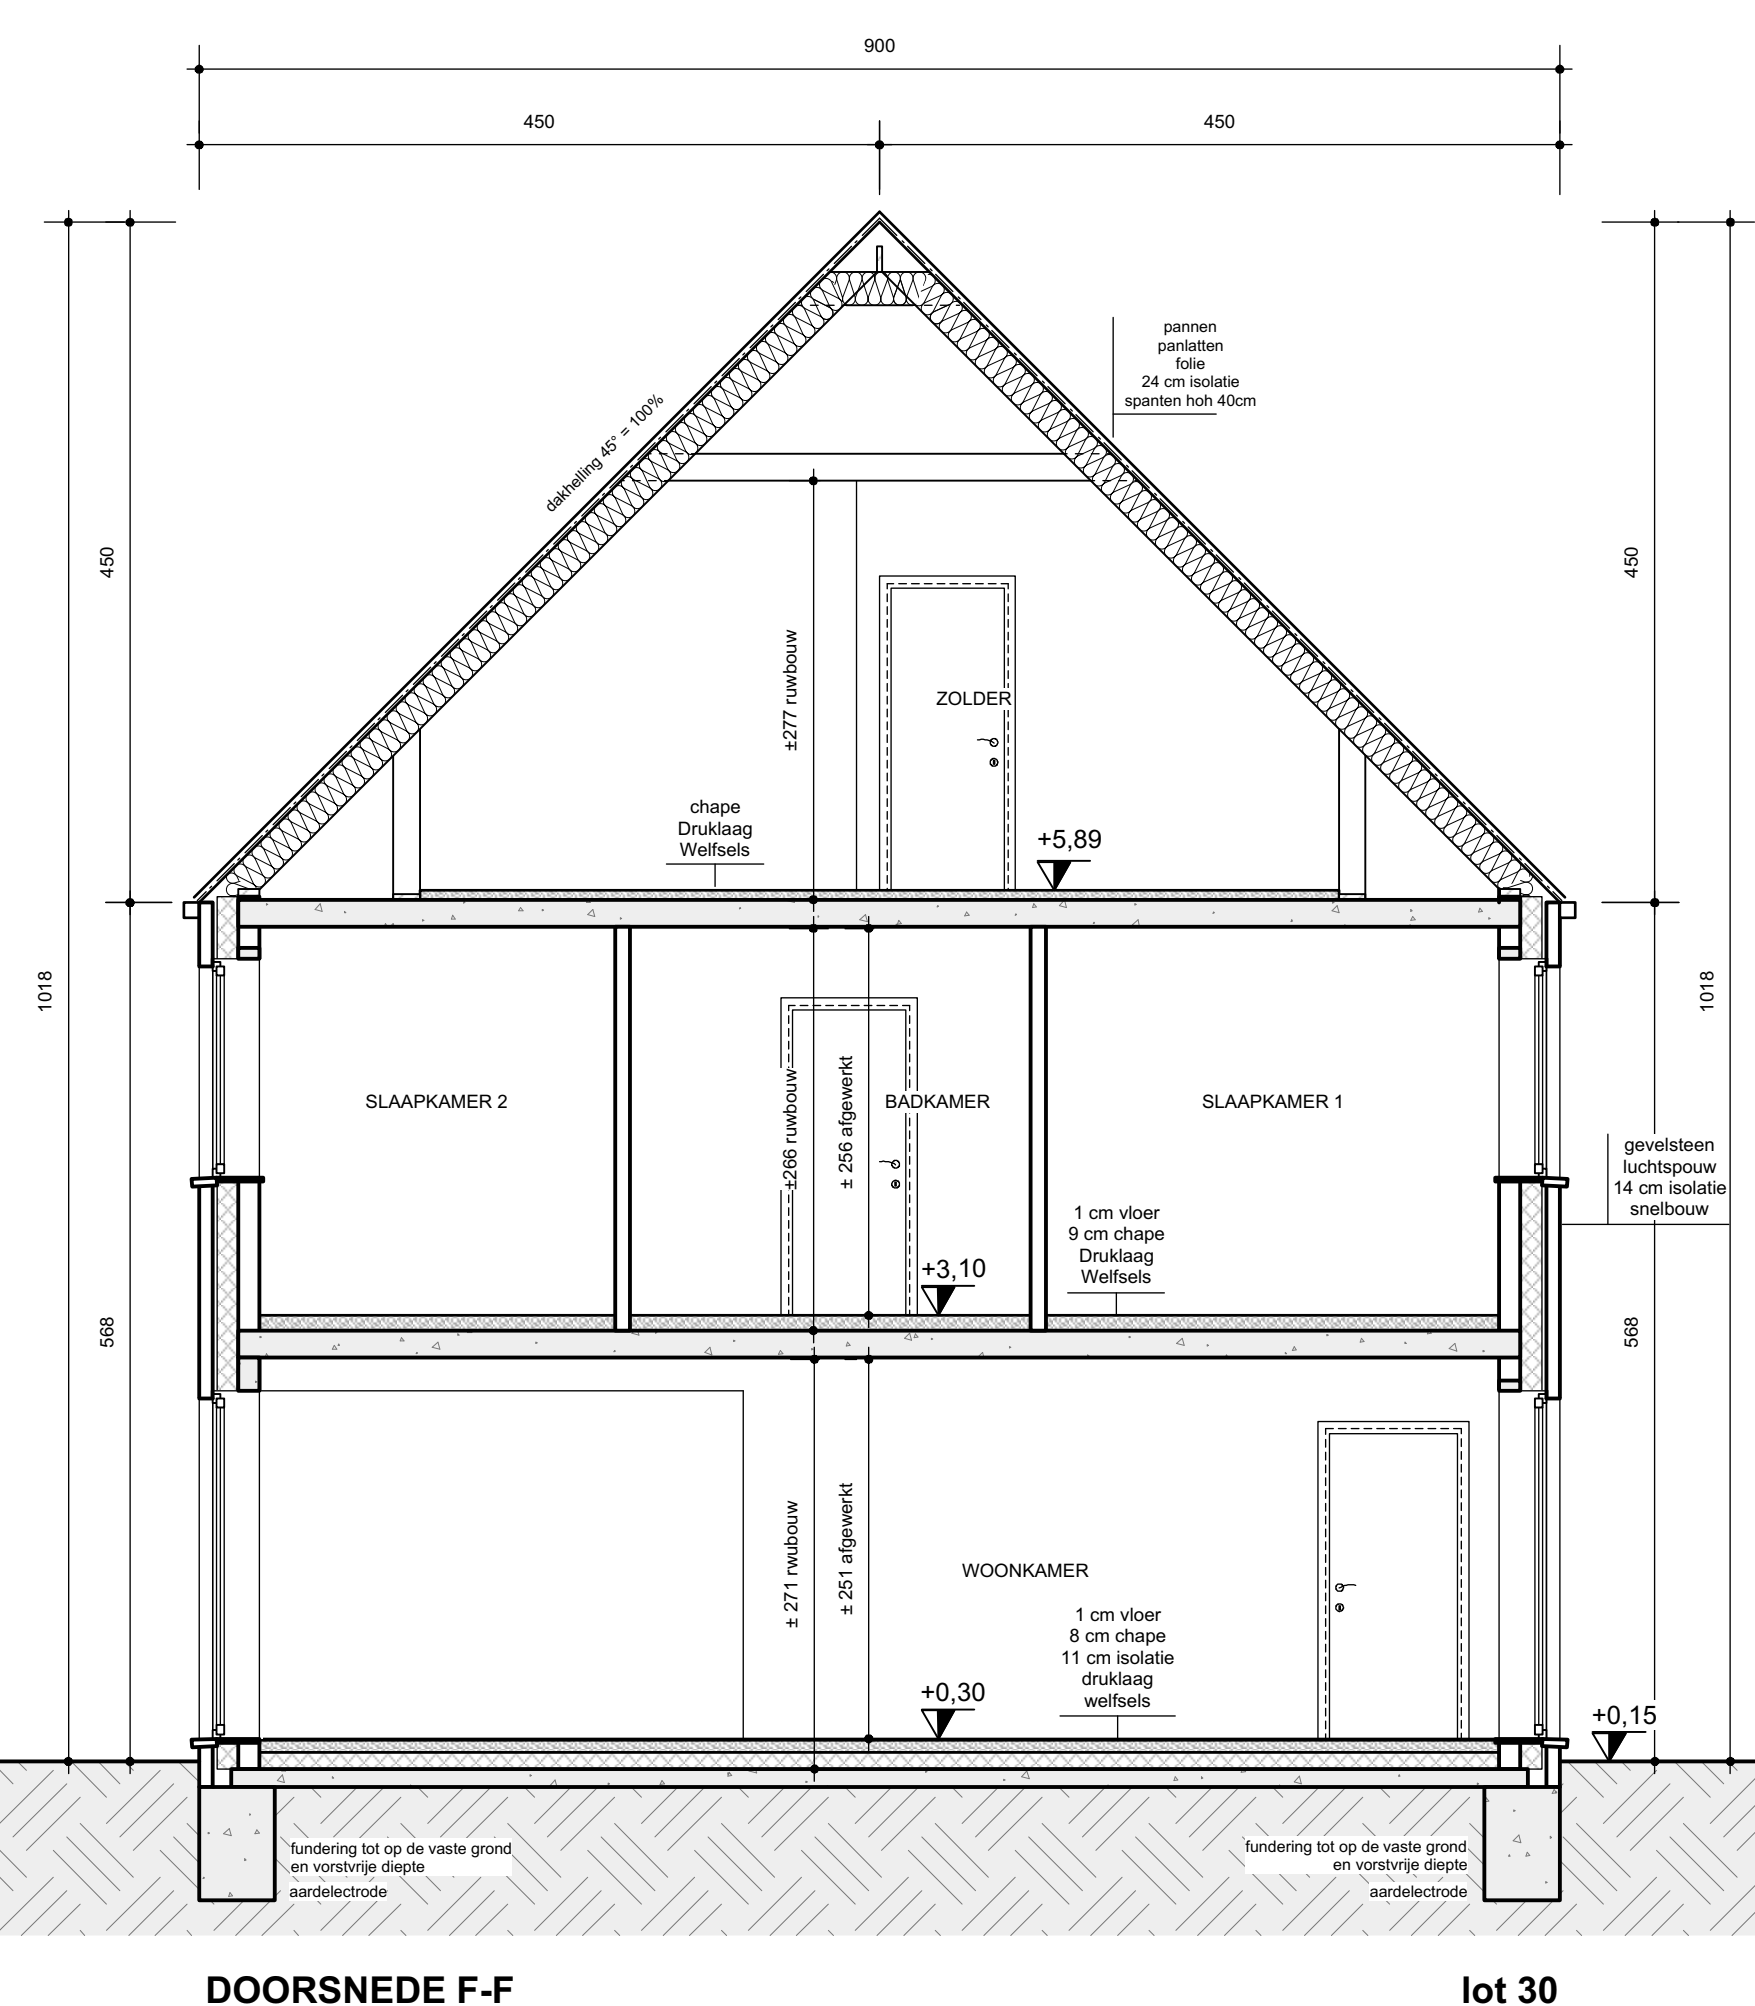 900
450
450
pannen
panlatten
folie
24 cm isolatie
spanten hoh 40cm
dakhelling 45° = 100%
450
450
±277 ruwbouw
ZOLDER
chape
Druklaag
Welfsels
+5,89
1018
1018
SLAAPKAMER 2
±266 ruwbouw
± 256 afgewerkt
BADKAMER
SLAAPKAMER 1
gevelsteen
luchtspouw
14 cm isolatie
snelbouw
1 cm vloer
9 cm chape
Druklaag
Welfsels
+3,10
568
568
± 271 rwubouw
± 251 afgewerkt
WOONKAMER
1 cm vloer
8 cm chape
11 cm isolatie
druklaag
welfsels
+0,30
+0,15
fundering tot op de vaste grond
en vorstvrije diepte
aardelectrode
fundering tot op de vaste grond
en vorstvrije diepte
aardelectrode
DOORSNEDE F-F
lot 30